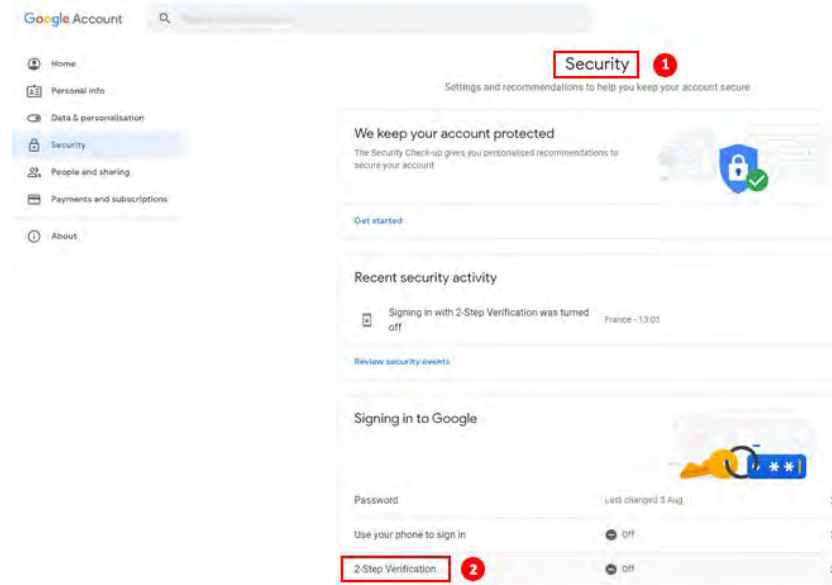 Google Account
Home
Personal info
Data & personalisation
Security
People and sharing
Payments and subscriptions
About
Security 1
Settings and recommendations to help you keep your account secure
We keep your account protected
The Security Check-up gives you personalised recommendations to
secure your account
Get started
Recent security activity
Signing in with 2-Step Verification was turned
off
France - 13:01
Review security events
Signing in to Google
**
Password Last changed 3 Aug
Use your phone to sign in Off
2-Step Verification 2 Off